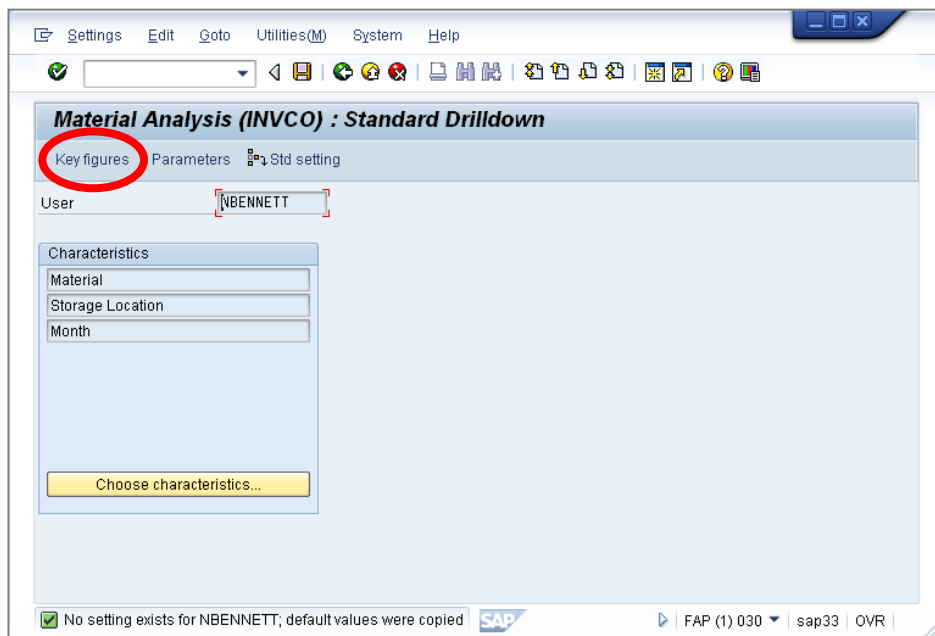 Settings Edit Goto Utilities(M) System Help
Material Analysis (INVCO) : Standard Drilldown
Key figures Parameters Std setting
User NBENNETT
Characteristics
Material
Storage Location
Month
Choose characteristics...
No setting exists for NBENNETT; default values were copied SAP FAP (1) 030 sap33 OVR